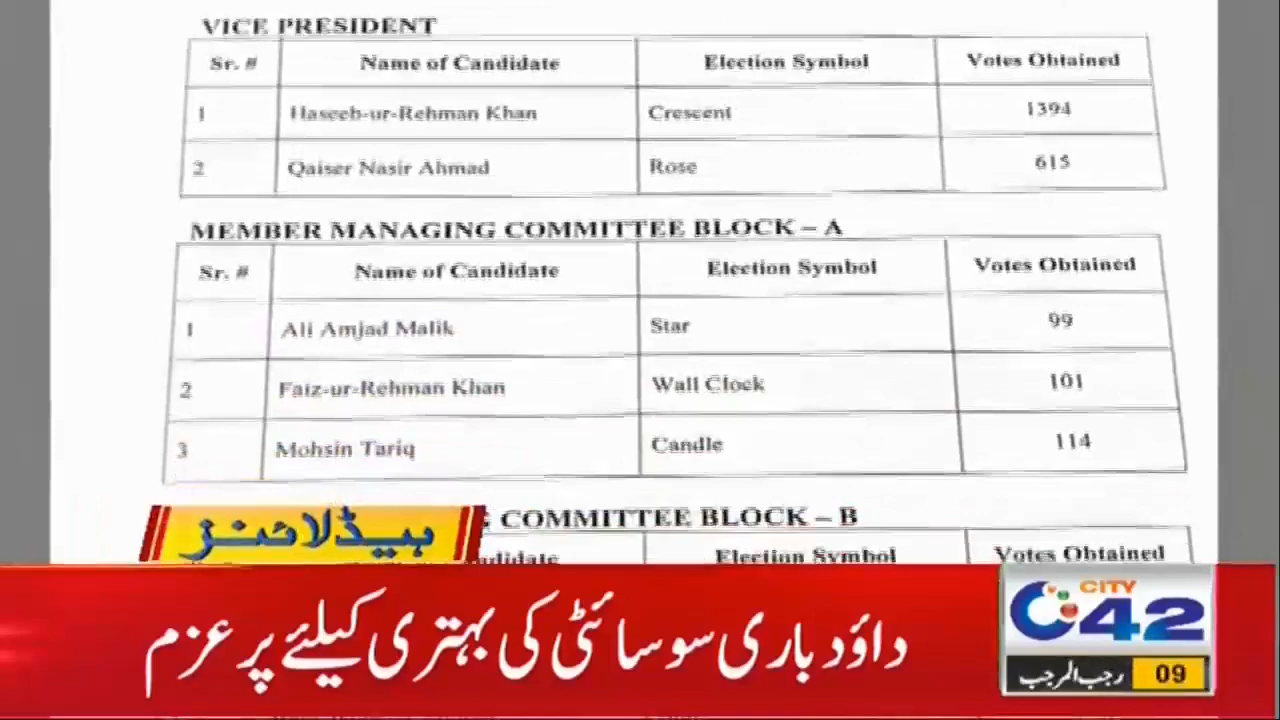 VICE PRESIDENT
Sr. # Name of Candidate Election Symbol Votes Obtained
1 Haseeb-ur-Rehman Khan Crescent 1394
2 Qaiser Nasir Ahmad Rose 615
MEMBER MANAGING COMMITTEE BLOCK – A
Sr. # Name of Candidate Election Symbol Votes Obtained
1 Ali Amjad Malik Star 99
2 Faiz-ur-Rehman Khan Wall Clock 101
3 Mohsin Tariq Candle 114
COMMITTEE BLOCK – B
Election Symbol Votes Obtained
ہیڈلائنز
داؤد باری سوسائٹی کی بہتری کیلئے پر عزم
CITY
42
09 رجب المرجب